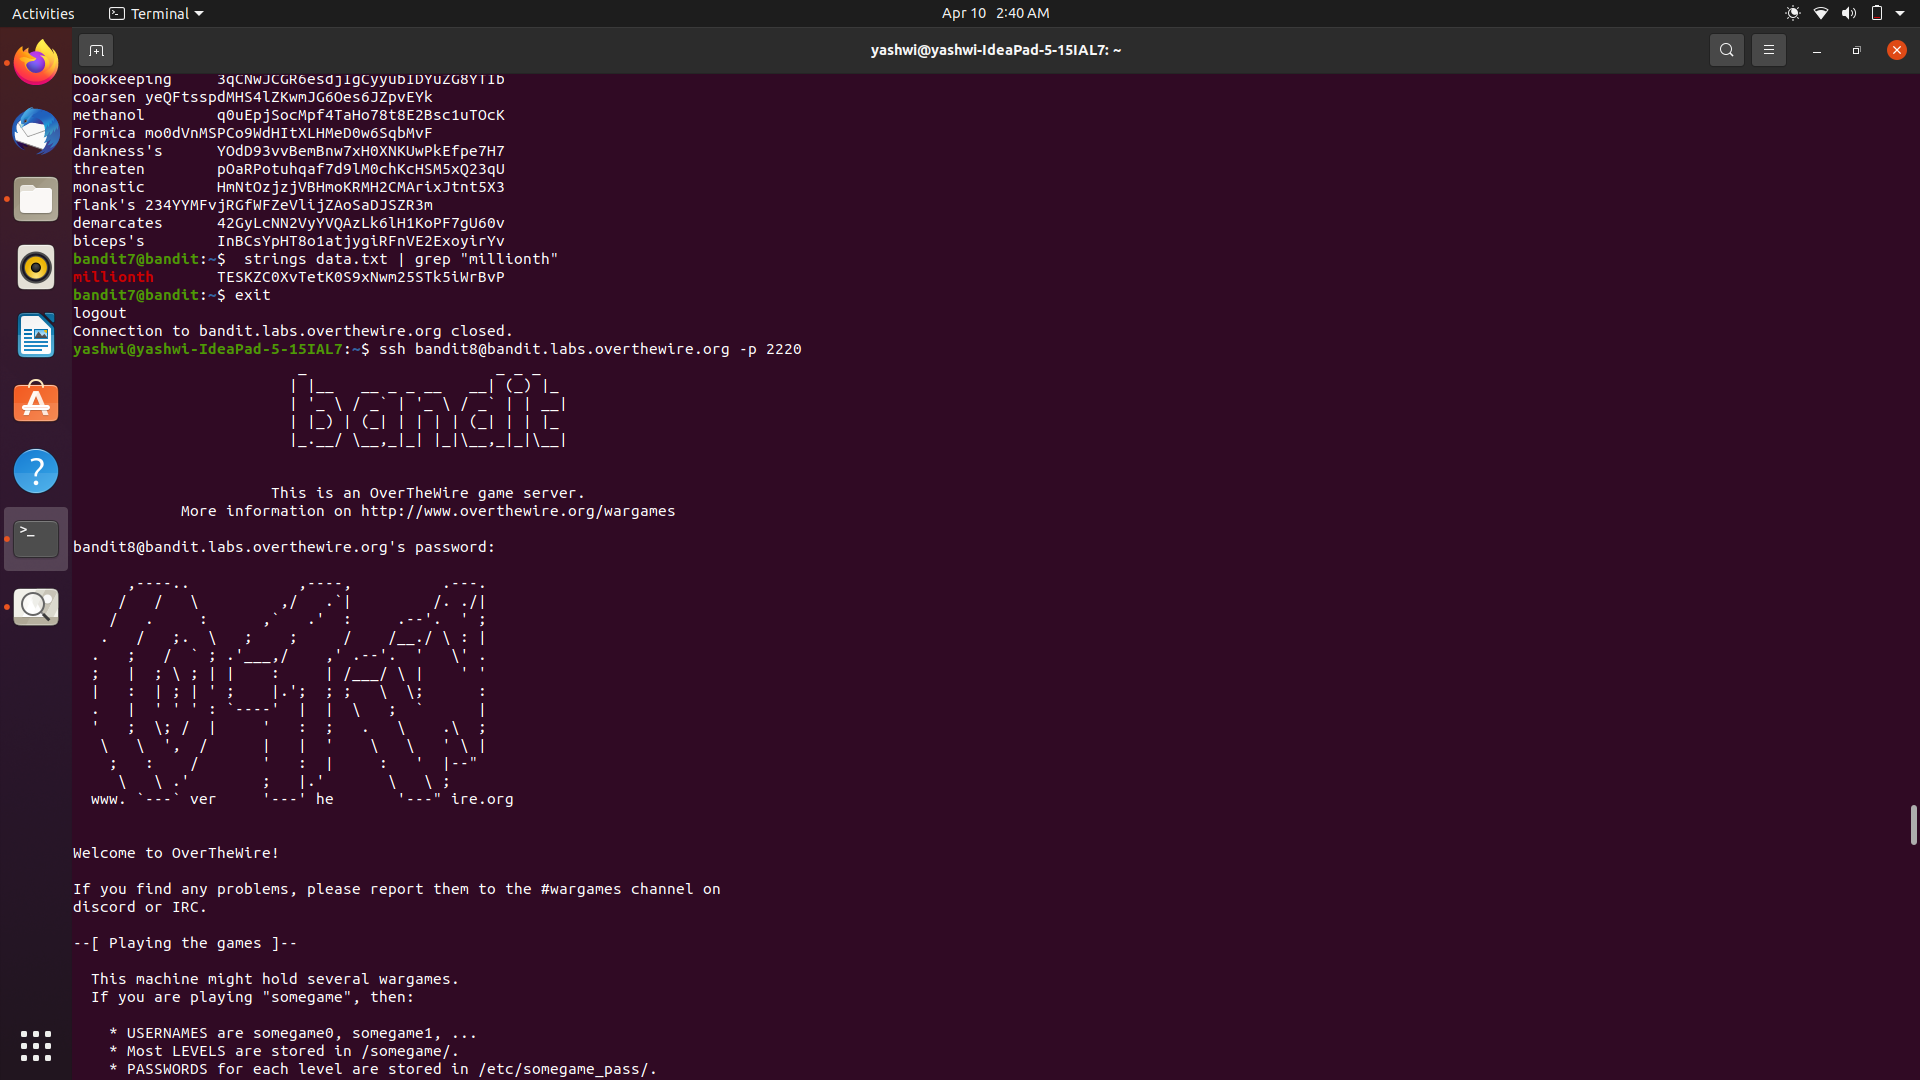 Activities
Terminal
Apr 10 2:40 AM
yashwi@yashwi-IdeaPad-5-15IAL7: ~
bookkeeping 3qCNwJCGR6esdjIgCyyubIDYuZG8YTIb
coarsen yeQFtsspdMHS4lZKwmJG6Oes6JZpvEYk
methanol q0uEpjSocMpf4TaHo78t8E2Bsc1uTOcK
Formica mo0dVnMSPCo9WdHItXLHMeD0w6SqbMvF
dankness's YOdD93vvBemBnw7xH0XNKUwPkEfpe7H7
threaten pOaRPotuhqaf7d9lM0chKcHSM5xQ23qU
monastic HmNtOzjzjVBHmoKRMH2CMArixJtnt5X3
flank's 234YYMFvjRGfWFZeVlijZAoSaDJSZR3m
demarcates 42GyLcNN2VyYVQAzLk6lH1KoPF7gU60v
biceps's InBCsYpHT8o1atjygiRFnVE2ExoyirYv
bandit7@bandit:~$  strings data.txt | grep "millionth"
millionth TESKZC0XvTetK0S9xNwm25STk5iWrBvP
bandit7@bandit:~$ exit
logout
Connection to bandit.labs.overthewire.org closed.
yashwi@yashwi-IdeaPad-5-15IAL7:~$ ssh bandit8@bandit.labs.overthewire.org -p 2220
bandit
This is an OverTheWire game server.
More information on http://www.overthewire.org/wargames
bandit8@bandit.labs.overthewire.org's password:
www. `---` ver '---' he '---" ire.org
Welcome to OverTheWire!
If you find any problems, please report them to the #wargames channel on
discord or IRC.
--[ Playing the games ]--
This machine might hold several wargames.
If you are playing "somegame", then:
* USERNAMES are somegame0, somegame1, ...
* Most LEVELS are stored in /somegame/.
* PASSWORDS for each level are stored in /etc/somegame_pass/.